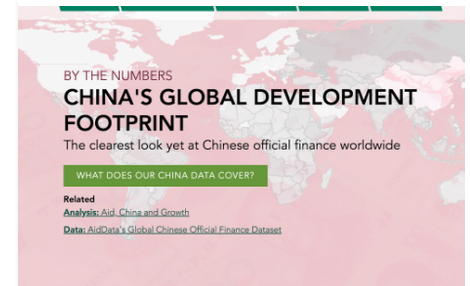 BY THE NUMBERS
CHINA'S GLOBAL DEVELOPMENT
FOOTPRINT
The clearest look yet at Chinese official finance worldwide
WHAT DOES OUR CHINA DATA COVER?
Related
Analysis: Aid, China and Growth
Data: AidData's Global Chinese Official Finance Dataset